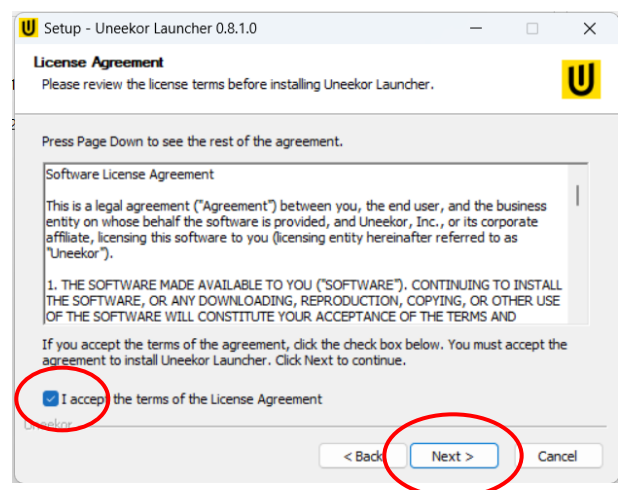 Setup - Uneekor Launcher 0.8.1.0
License Agreement
Please review the license terms before installing Uneekor Launcher.
Press Page Down to see the rest of the agreement.
Software License Agreement
This is a legal agreement ("Agreement") between you, the end user, and the business
entity on whose behalf the software is provided, and Uneekor, Inc., or its corporate
affiliate, licensing this software to you (licensing entity hereinafter referred to as
"Uneekor").
1. THE SOFTWARE MADE AVAILABLE TO YOU ("SOFTWARE"). CONTINUING TO INSTALL
THE SOFTWARE, OR ANY DOWNLOADING, REPRODUCTION, COPYING, OR OTHER USE
OF THE SOFTWARE WILL CONSTITUTE YOUR ACCEPTANCE OF THE TERMS AND
If you accept the terms of the agreement, click the check box below. You must accept the
agreement to install Uneekor Launcher. Click Next to continue.
I accept the terms of the License Agreement
Uneekor
< Back Next > Cancel